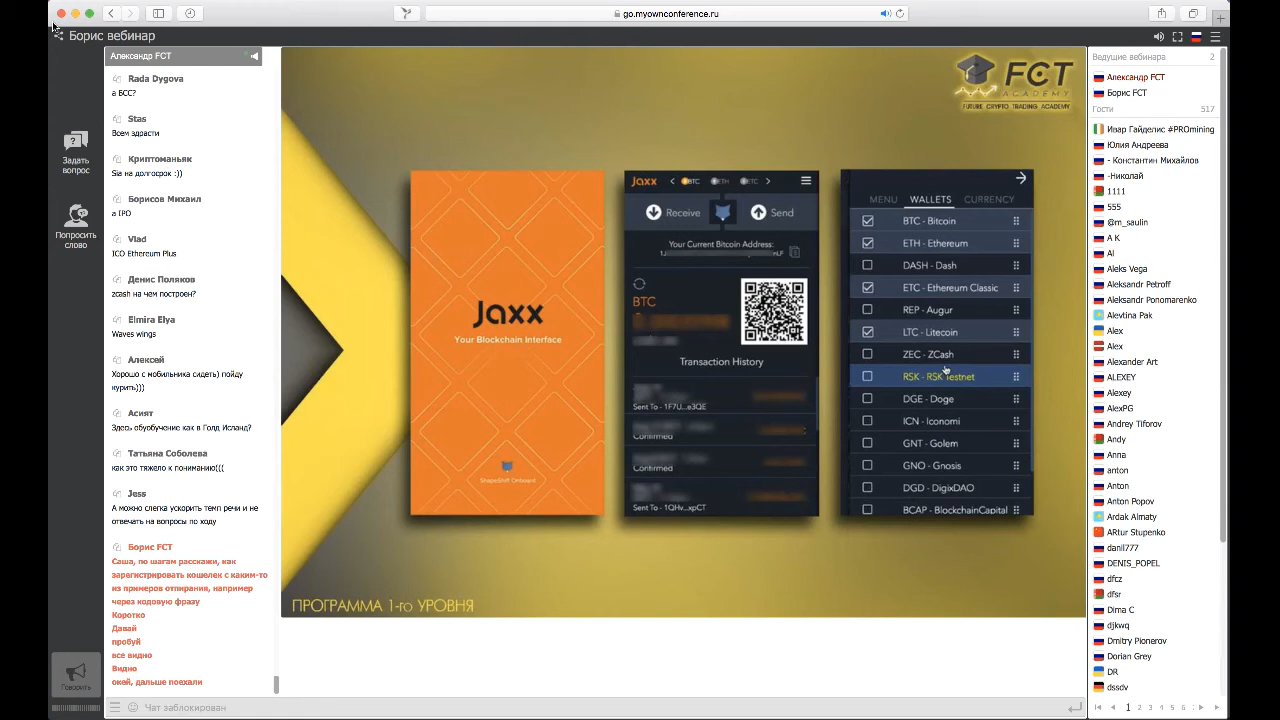 go.myownconference.ru
Борис вебинар
Александр FCT
Rada Dygova
а БСС?
Stas
Всем здрасти
Криптоманьяк
Sia на долгосрок :))
Борисов Михаил
а IPO
Vlad
ICO Ethereum Plus
Денис Поляков
zcash на чем построен?
Elmira Elya
Waves wings
Алексей
Хорошо с мобильника сидеть) пойду
курить)))
Асият
Здесь обуобучение как в Голд Исланд?
Татьяна Соболева
как это тяжело к пониманию(((
Jess
А можно слегка ускорить темп речи и не
отвечать на вопросы по ходу
Борис FCT
Саша, по шагам расскажи, как
зарегистрировать кошелек с каким-то
из примеров отпирания, например
через кодовую фразу
Коротко
Давай
пробуй
все видно
Видно
окей, дальше поехали
Чат заблокирован
Задать
вопрос
Попросить
слово
Говорить
FCT
ACADEMY
FUTURE CRYPTO TRADING ACADEMY
Jaxx
Your Blockchain Interface
ShapeShift Onboard
Jaxx
BTC
ETH
ETC
Receive
Send
Your Current Bitcoin Address:
BTC
Transaction History
Sent To - 1F7U...e3QE
Confirmed
Confirmed
Sent To - 1QHv...xpCT
MENU WALLETS CURRENCY
BTC - Bitcoin
ETH - Ethereum
DASH - Dash
ETC - Ethereum Classic
REP - Augur
LTC - Litecoin
ZEC - ZCash
RSK - RSK Testnet
DGE - Doge
ICN - Iconomi
GNT - Golem
GNO - Gnosis
DGD - DigixDAO
BCAP - BlockchainCapital
ПРОГРАММА 1-го УРОВНЯ
Ведущие вебинара 2
Александр FCT
Борис FCT
Гости 517
Ивар Гайделис #PROmining
Юлия Андреева
- Константин Михайлов
-Николай
1111
555
@m_saulin
A K
Al
Aleks Vega
Aleksandr Petroff
Aleksandr Ponomarenko
Alevtina Pak
Alex
Alex
Alexander Art
ALEXEY
Alexey
AlexPG
Andrey Tiforov
Andy
Anna
anton
Anton
Anton Popov
Ardak Almaty
ARtur Stupenko
danil777
DENIS_POPEL
dfcz
dfsr
Dima C
djkwq
Dmitry Pionerov
Dorian Grey
DR
dssdv
1 2 3 4 5 6